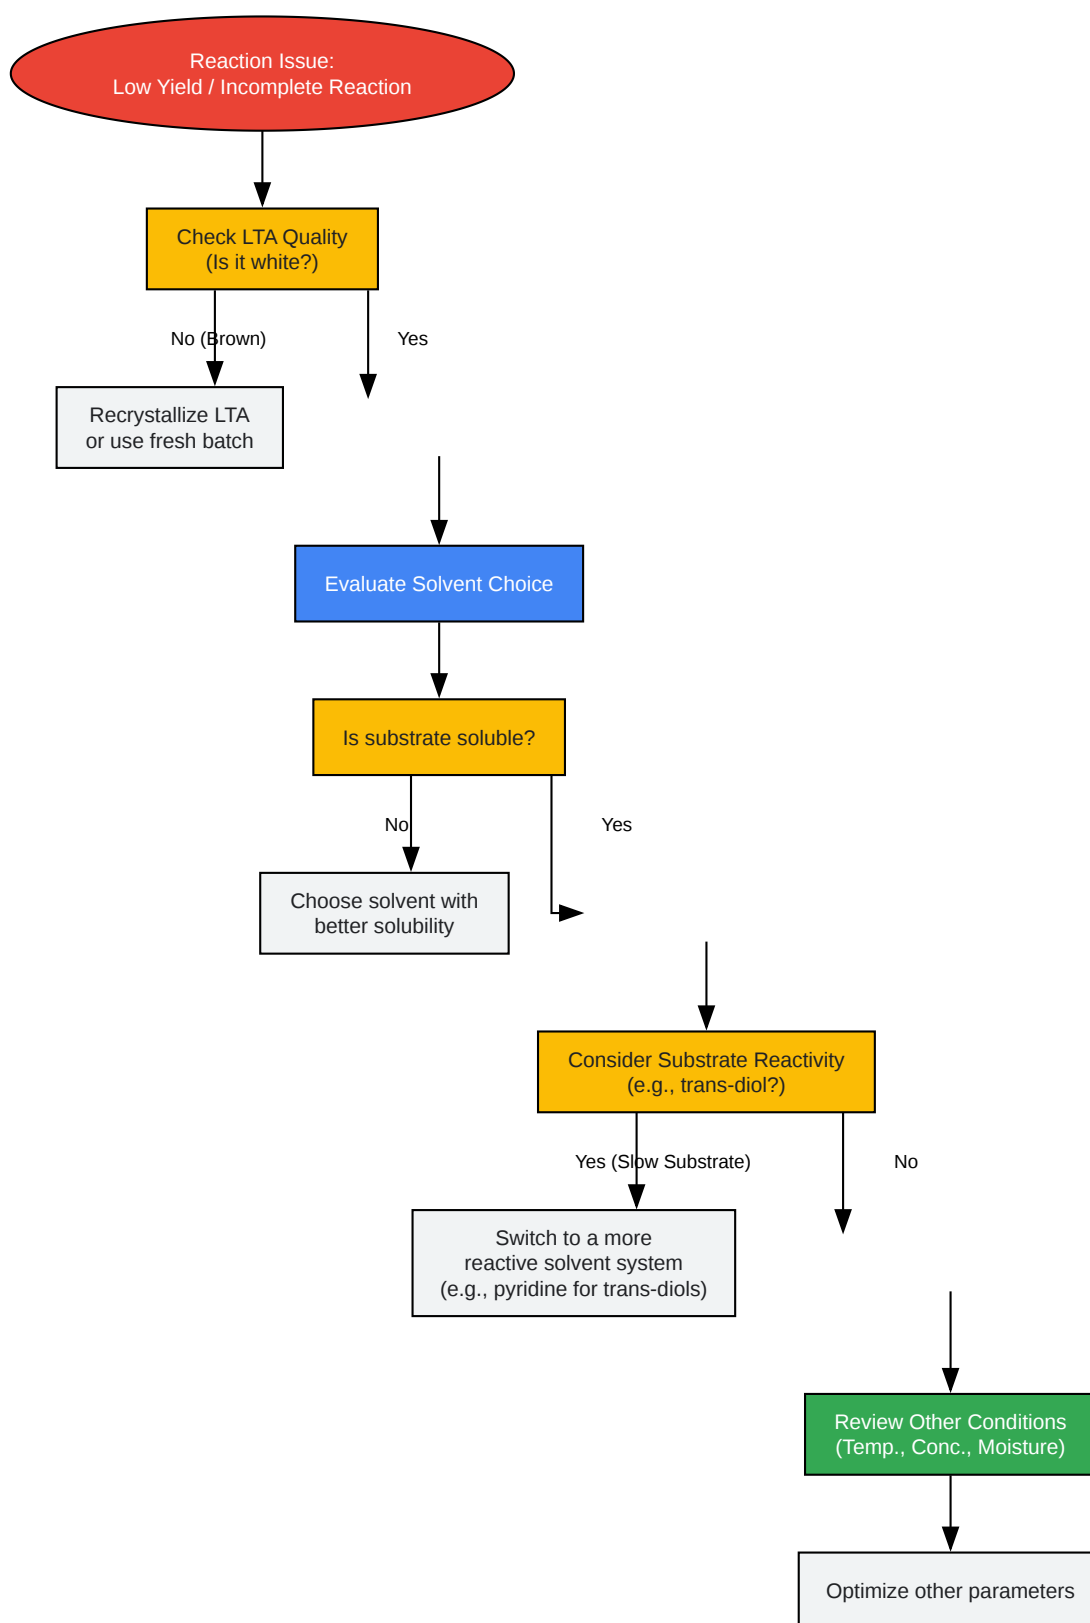 Reaction Issue:
Low Yield / Incomplete Reaction
Check LTA Quality
(Is it white?)
No (Brown)
Yes
Recrystallize LTA
or use fresh batch
Evaluate Solvent Choice
Is substrate soluble?
No
Yes
Choose solvent with
better solubility
Consider Substrate Reactivity
(e.g., trans-diol?)
Yes (Slow Substrate)
No
Switch to a more
reactive solvent system
(e.g., pyridine for trans-diols)
Review Other Conditions
(Temp., Conc., Moisture)
Optimize other parameters